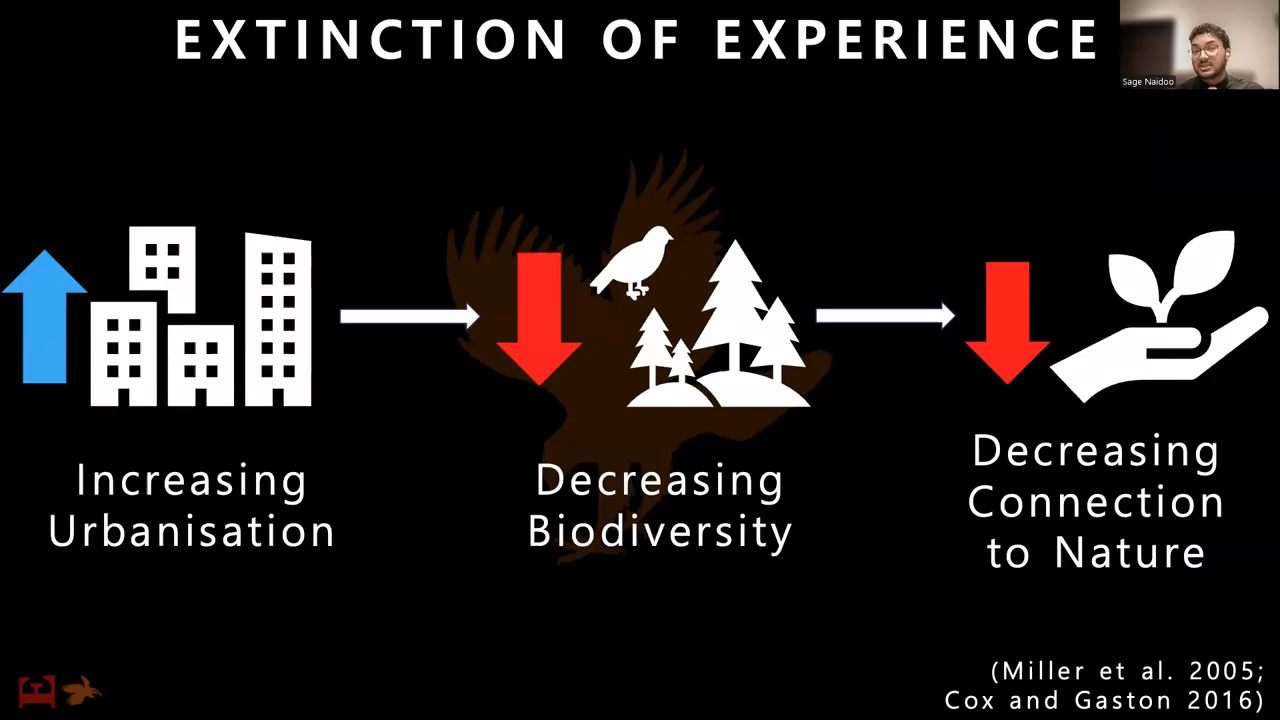 EXTINCTION OF EXPERIENCE
Sage Naidoo
Increasing
Urbanisation
Decreasing
Biodiversity
Decreasing
Connection
to Nature
(Miller et al. 2005;
Cox and Gaston 2016)
E